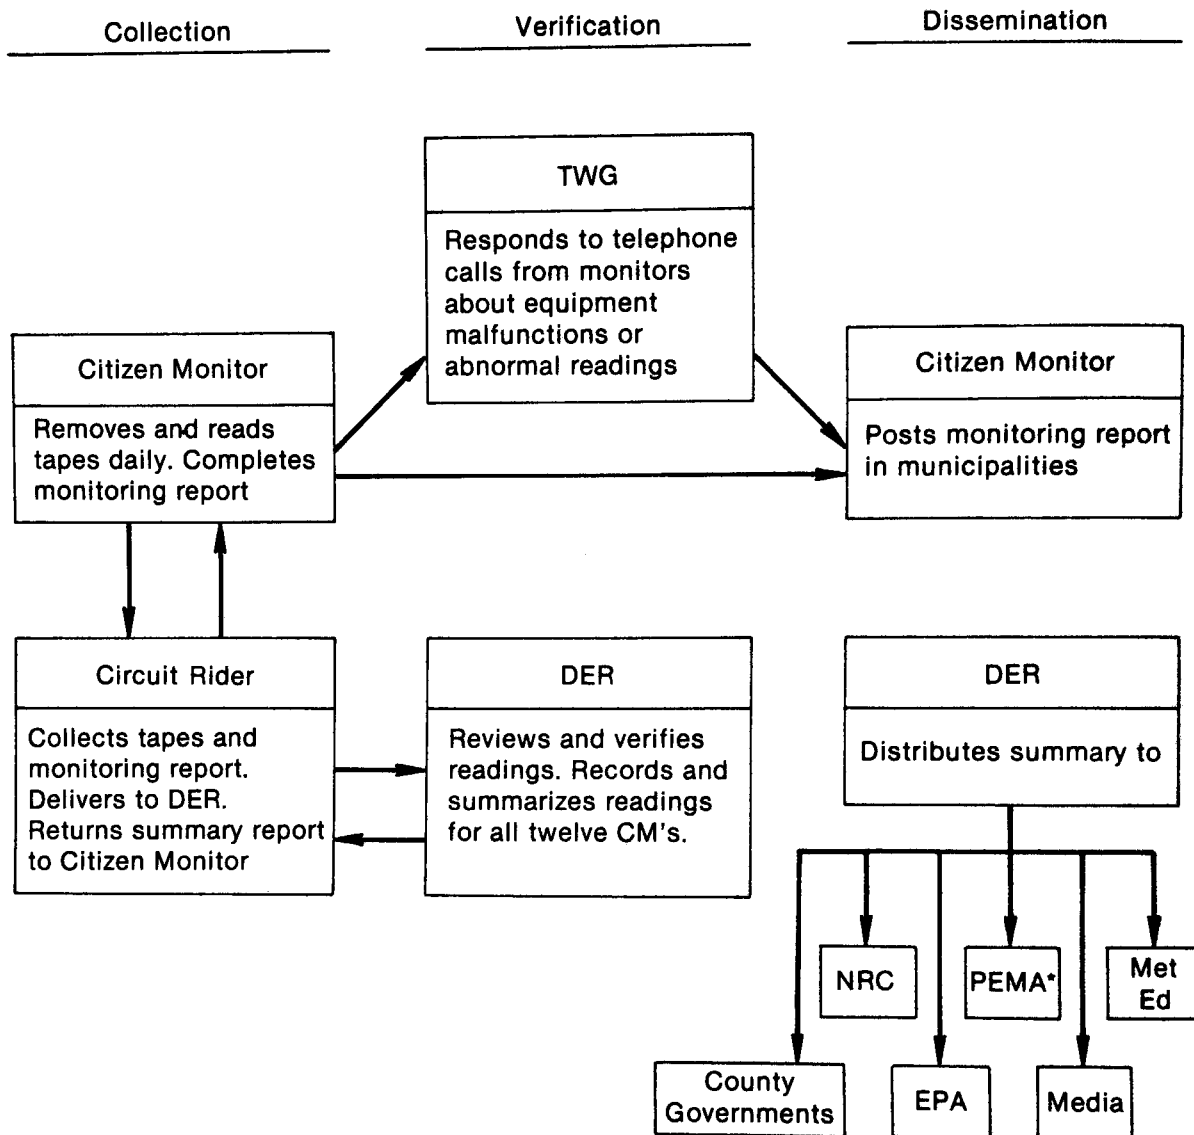 Collection
Verification
Dissemination
TWG
Responds to telephone
calls from monitors
about equipment
malfunctions or
abnormal readings
Citizen Monitor
Removes and reads
tapes daily. Completes
monitoring report
Citizen Monitor
Posts monitoring report
in municipalities
Circuit Rider
Collects tapes and
monitoring report.
Delivers to DER.
Returns summary report
to Citizen Monitor
DER
Reviews and verifies
readings. Records and
summarizes readings
for all twelve CM's.
DER
Distributes summary to
NRC
PEMA*
Met
Ed
County
Governments
EPA
Media